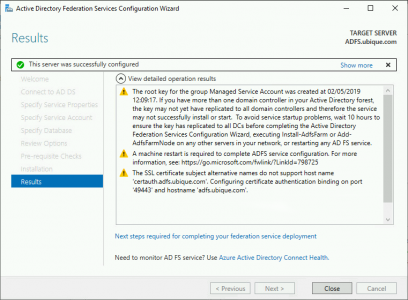 Active Directory Federation Services Configuration Wizard
Results
TARGET SERVER
ADFS.ubique.com
This server was successfully configured
Show more
Welcome
Connect to AD DS
Specify Service Properties
Specify Service Account
Specify Database
Review Options
Pre-requisite Checks
Installation
Results
View detailed operation results
The root key for the group Managed Service Account was created at 02/05/2019
12:09:17. If you have more than one domain controller in your Active Directory forest,
the key may not yet have replicated to all domain controllers and therefore the service
may not successfully install or start. To avoid service startup problems, wait 10 hours to
ensure the key has replicated to all DCs before completing the Active Directory
Federation Services Configuration Wizard, executing Install-AdfsFarm or Add-
AdfsFarmNode on any other servers in your network, or restarting any AD FS service.
A machine restart is required to complete ADFS service configuration. For more
information, see: https://go.microsoft.com/fwlink/?LinkId=798725
The SSL certificate subject alternative names do not support host name
'certauth.adfs.ubique.com'. Configuring certificate authentication binding on port
'49443' and hostname 'adfs.ubique.com'.
Next steps required for completing your federation service deployment
Need to monitor AD FS service? Use Azure Active Directory Connect Health.
< Previous
Next >
Close
Cancel